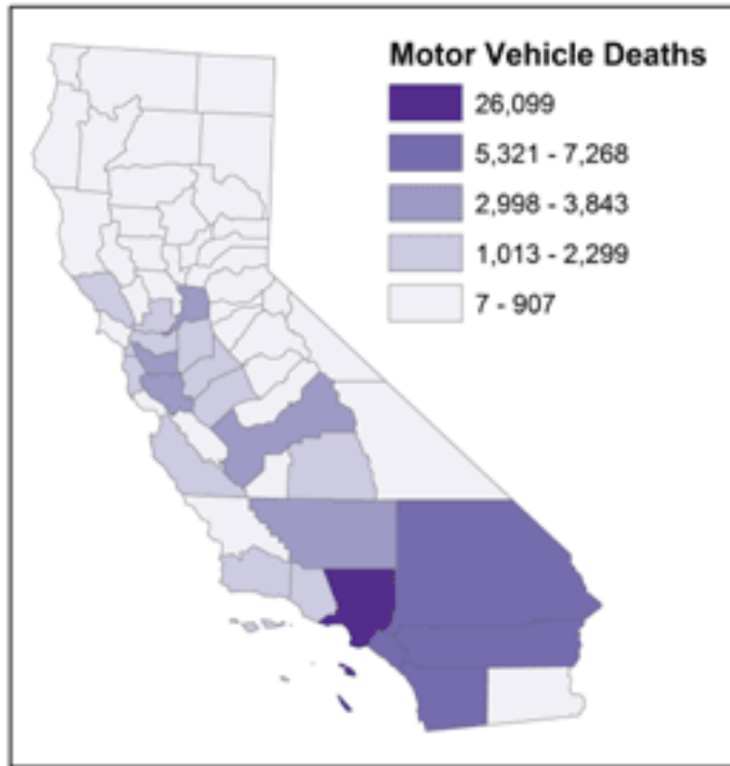 Motor Vehicle Deaths
26,099
5,321 - 7,268
2,998 - 3,843
1,013 - 2,299
7 - 907